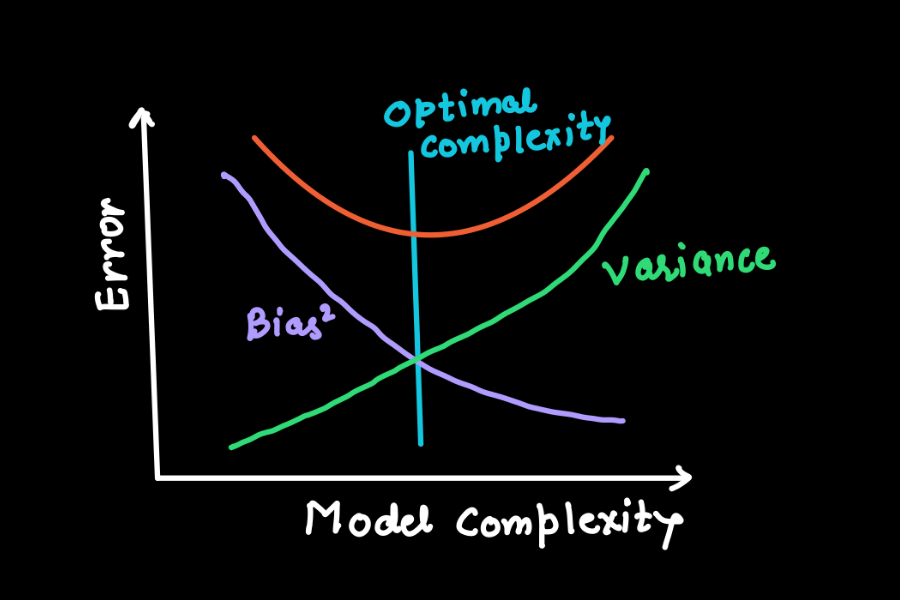 Optimal
complexity
Error
Variance
Bias²
Model Complexity